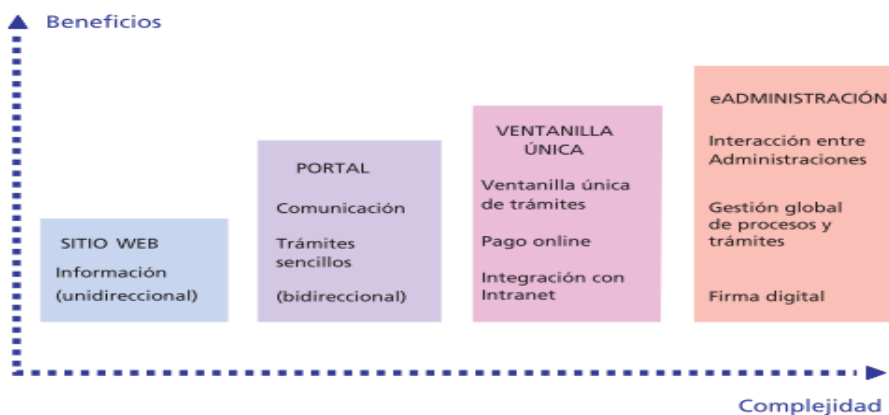 Beneficios
SITIO WEB
Información
(unidireccional)
PORTAL
Comunicación
Trámites
sencillos
(bidireccional)
VENTANILLA
ÚNICA
Ventanilla única
de trámites
Pago online
Integración con
Intranet
eADMINISTRACIÓN
Interacción entre
Administraciones
Gestión global
de procesos y
trámites
Firma digital
Complejidad